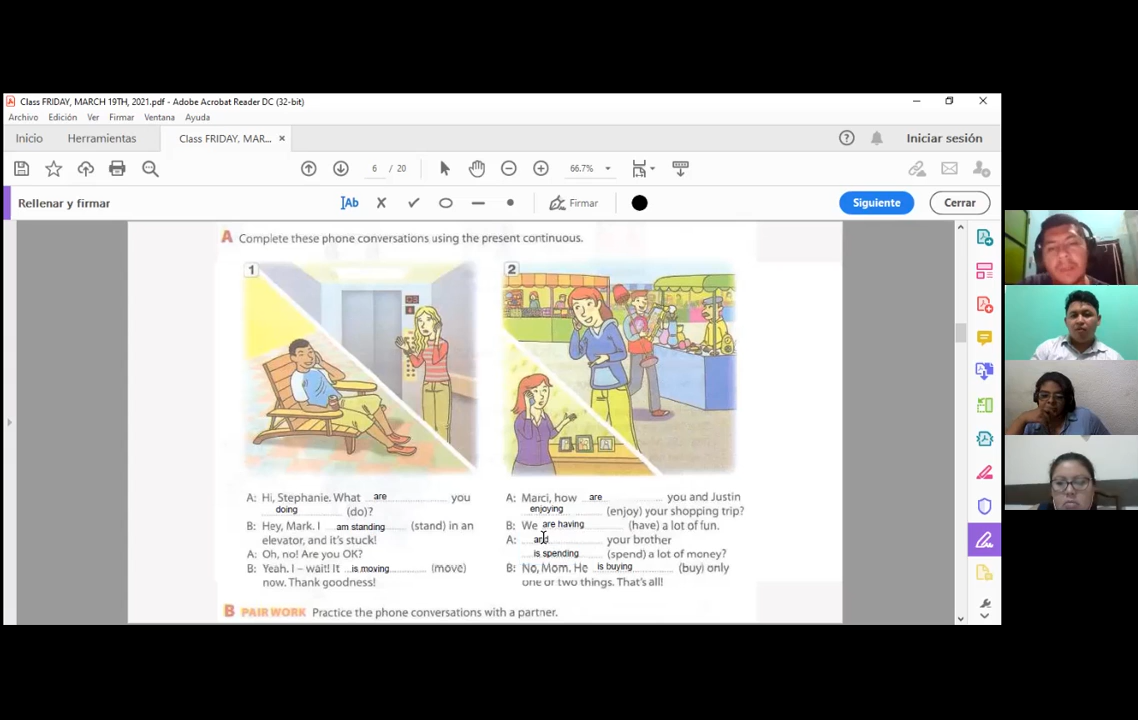 Class FRIDAY, MARCH 19TH, 2021.pdf - Adobe Acrobat Reader DC (32-bit)
Archivo Edición Ver Firmar Ventana Ayuda
Inicio Herramientas Class FRIDAY, MAR... × Iniciar sesión
6 / 20 66.7%
Rellenar y firmar Ab Firmar Siguiente Cerrar
A Complete these phone conversations using the present continuous.
1
2
A: Hi, Stephanie. What are you
doing (do)?
B: Hey, Mark. I am standing (stand) in an
elevator, and it's stuck!
A: Oh, no! Are you OK?
B: Yeah. I – wait! It is moving (move)
now. Thank goodness!
A: Marci, how are you and Justin
enjoying (enjoy) your shopping trip?
B: We are having (have) a lot of fun.
A: your brother
is spending (spend) a lot of money?
B: No, Mom. He is buying (buy) only
one or two things. That's all!
B PAIR WORK Practice the phone conversations with a partner.